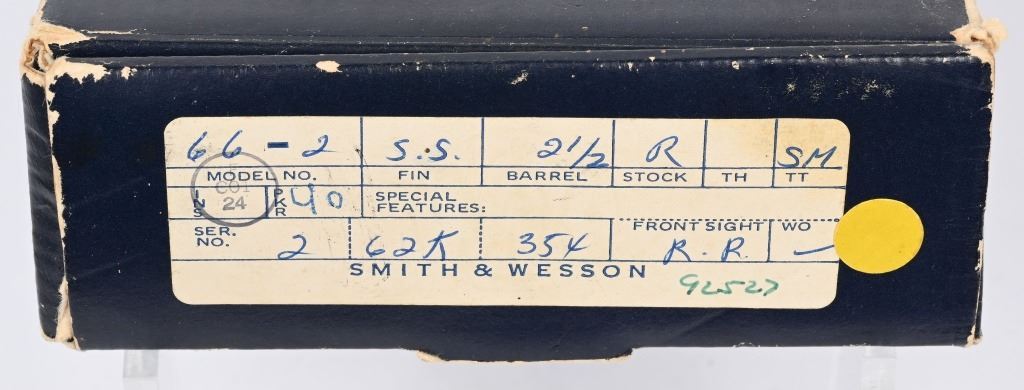 66-2 S.S. 2 1/2 R SM
MODEL NO. FIN BARREL STOCK TH TT
INS 24 PKR 40 SPECIAL FEATURES:
SER. NO. 2 62K 354 FRONT SIGHT R.R. WO –
SMITH & WESSON
92527